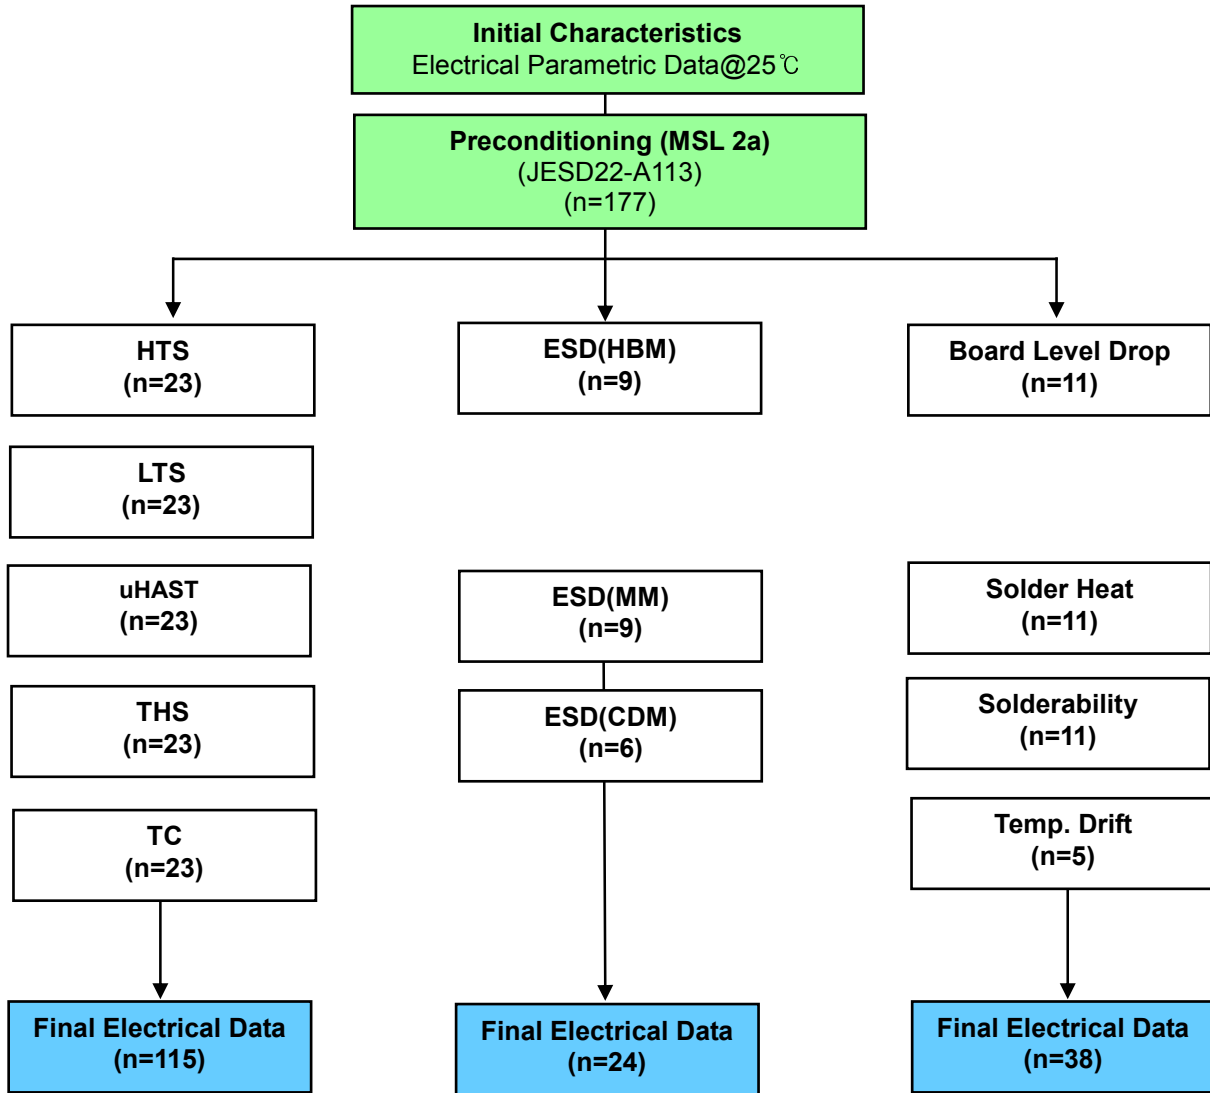 Initial Characteristics
Electrical Parametric Data@25℃
Preconditioning (MSL 2a)
(JESD22-A113)
(n=177)
HTS
(n=23)
ESD(HBM)
(n=9)
Board Level Drop
(n=11)
LTS
(n=23)
uHAST
(n=23)
ESD(MM)
(n=9)
Solder Heat
(n=11)
THS
(n=23)
ESD(CDM)
(n=6)
Solderability
(n=11)
TC
(n=23)
Temp. Drift
(n=5)
Final Electrical Data
(n=115)
Final Electrical Data
(n=24)
Final Electrical Data
(n=38)